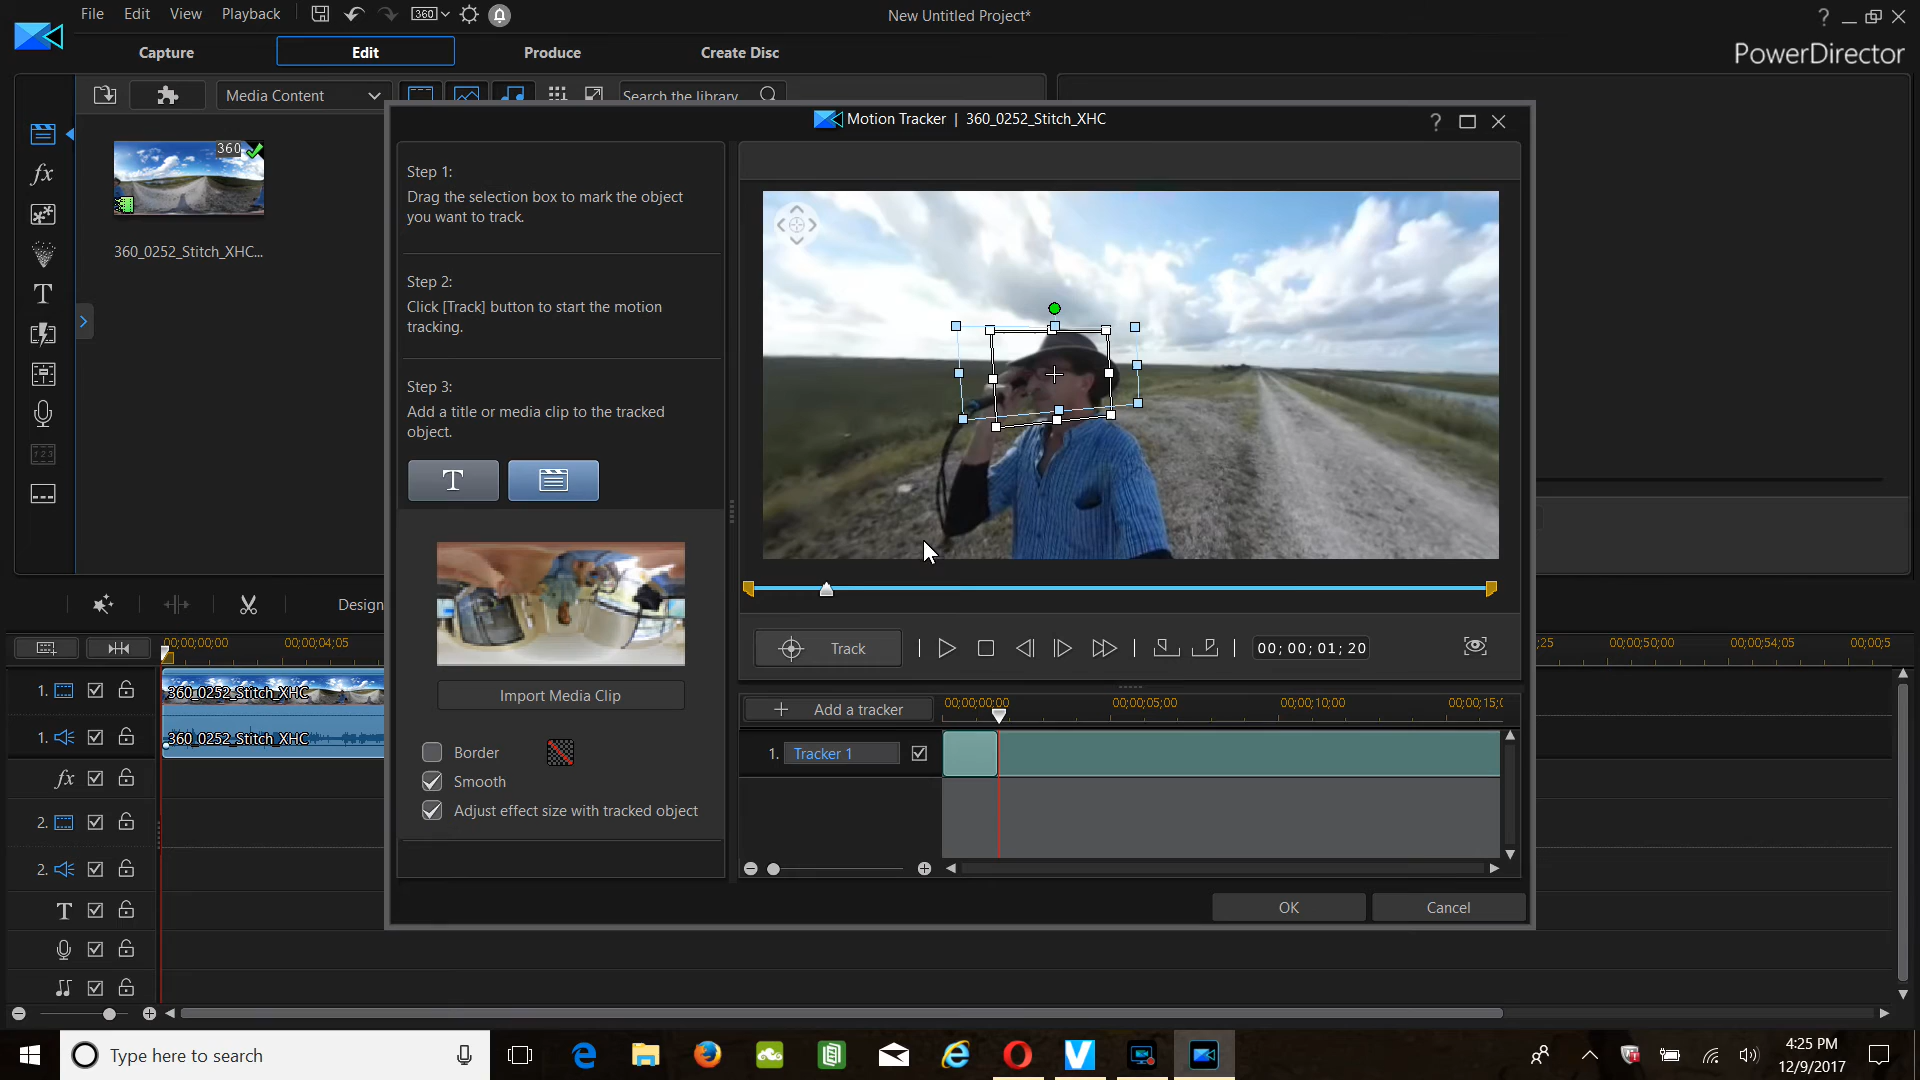 File Edit View Playback
360
New Untitled Project*
?
Capture Edit Produce Create Disc
PowerDirector
Media Content
Search the library
360
360_0252_Stitch_XHC...
Motion Tracker | 360_0252_Stitch_XHC
?
Step 1:
Drag the selection box to mark the object
you want to track.
Step 2:
Click [Track] button to start the motion
tracking.
Step 3:
Add a title or media clip to the tracked
object.
T
Import Media Clip
Border
Smooth
Adjust effect size with tracked object
Track
00; 00; 01; 20
Add a tracker
00;00;00;00 00;00;05;00 00;00;10;00 00;00;15;0
1. Tracker 1
OK Cancel
fx
T
1 2 3
Design
00;00;00;00 00;00;04;05
;25 00;00;50;00 00;00;54;05 00;00;5
1.
360_0252_Stitch_XHC
1.
360_0252_Stitch_XHC
fx
2.
2.
T
Type here to search
4:25 PM
12/9/2017